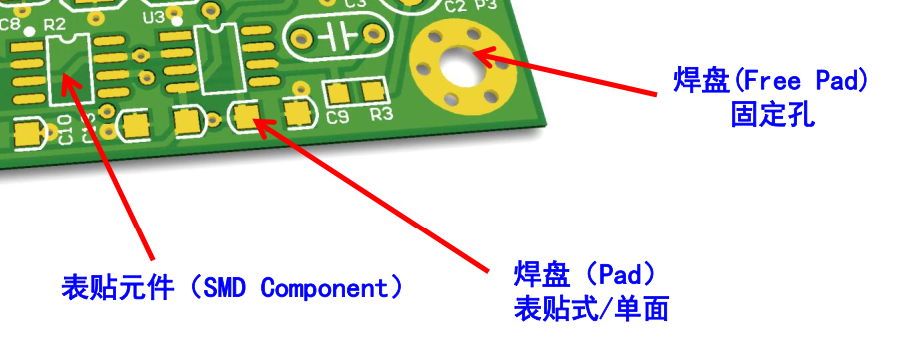 C8
R2
U3
C3
C2 P3
焊盘(Free Pad)
固定孔
C10
C9
R3
表贴元件（SMD Component）
焊盘（Pad）
表贴式/单面